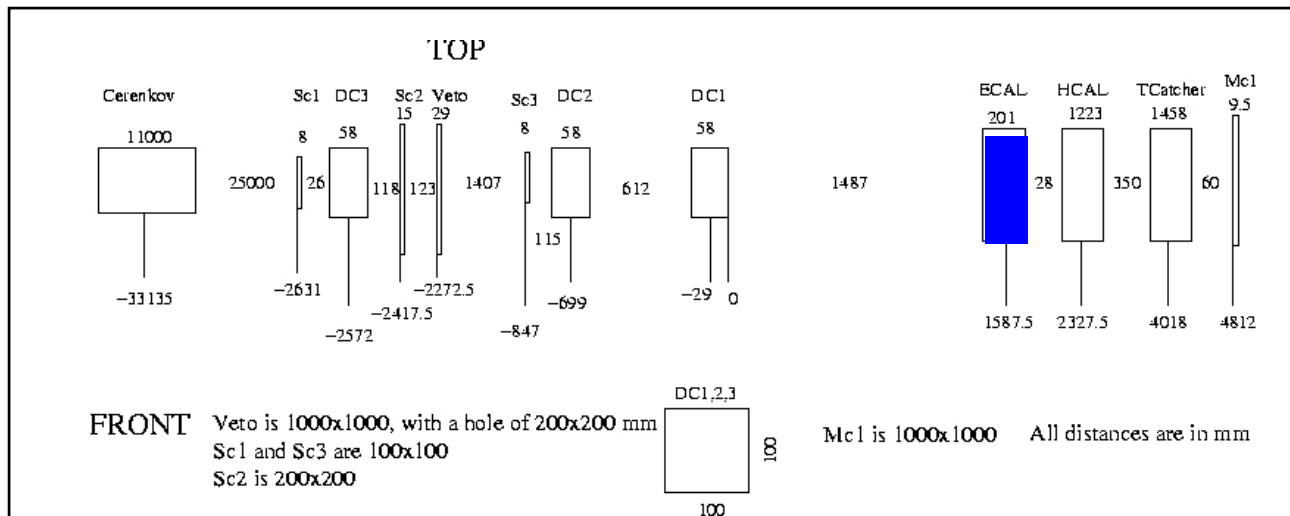 TOP
Cerenkov Sc1 DC3 Sc2 Veto Sc3 DC2 DC1 ECAL HCAL TCatcher Mc1
11000 8 58 15 29 8 58 58 201 1223 1458 9.5
25000 26 118 123 1407 115 612 1487 28 350 60
−33135 −2631 −2572 −2417.5 −2272.5 −847 −699 −29 0 1587.5 2327.5 4018 4812
FRONT
Veto is 1000x1000, with a hole of 200x200 mm
Sc1 and Sc3 are 100x100
Sc2 is 200x200
DC1,2,3
100
100
Mc1 is 1000x1000 All distances are in mm